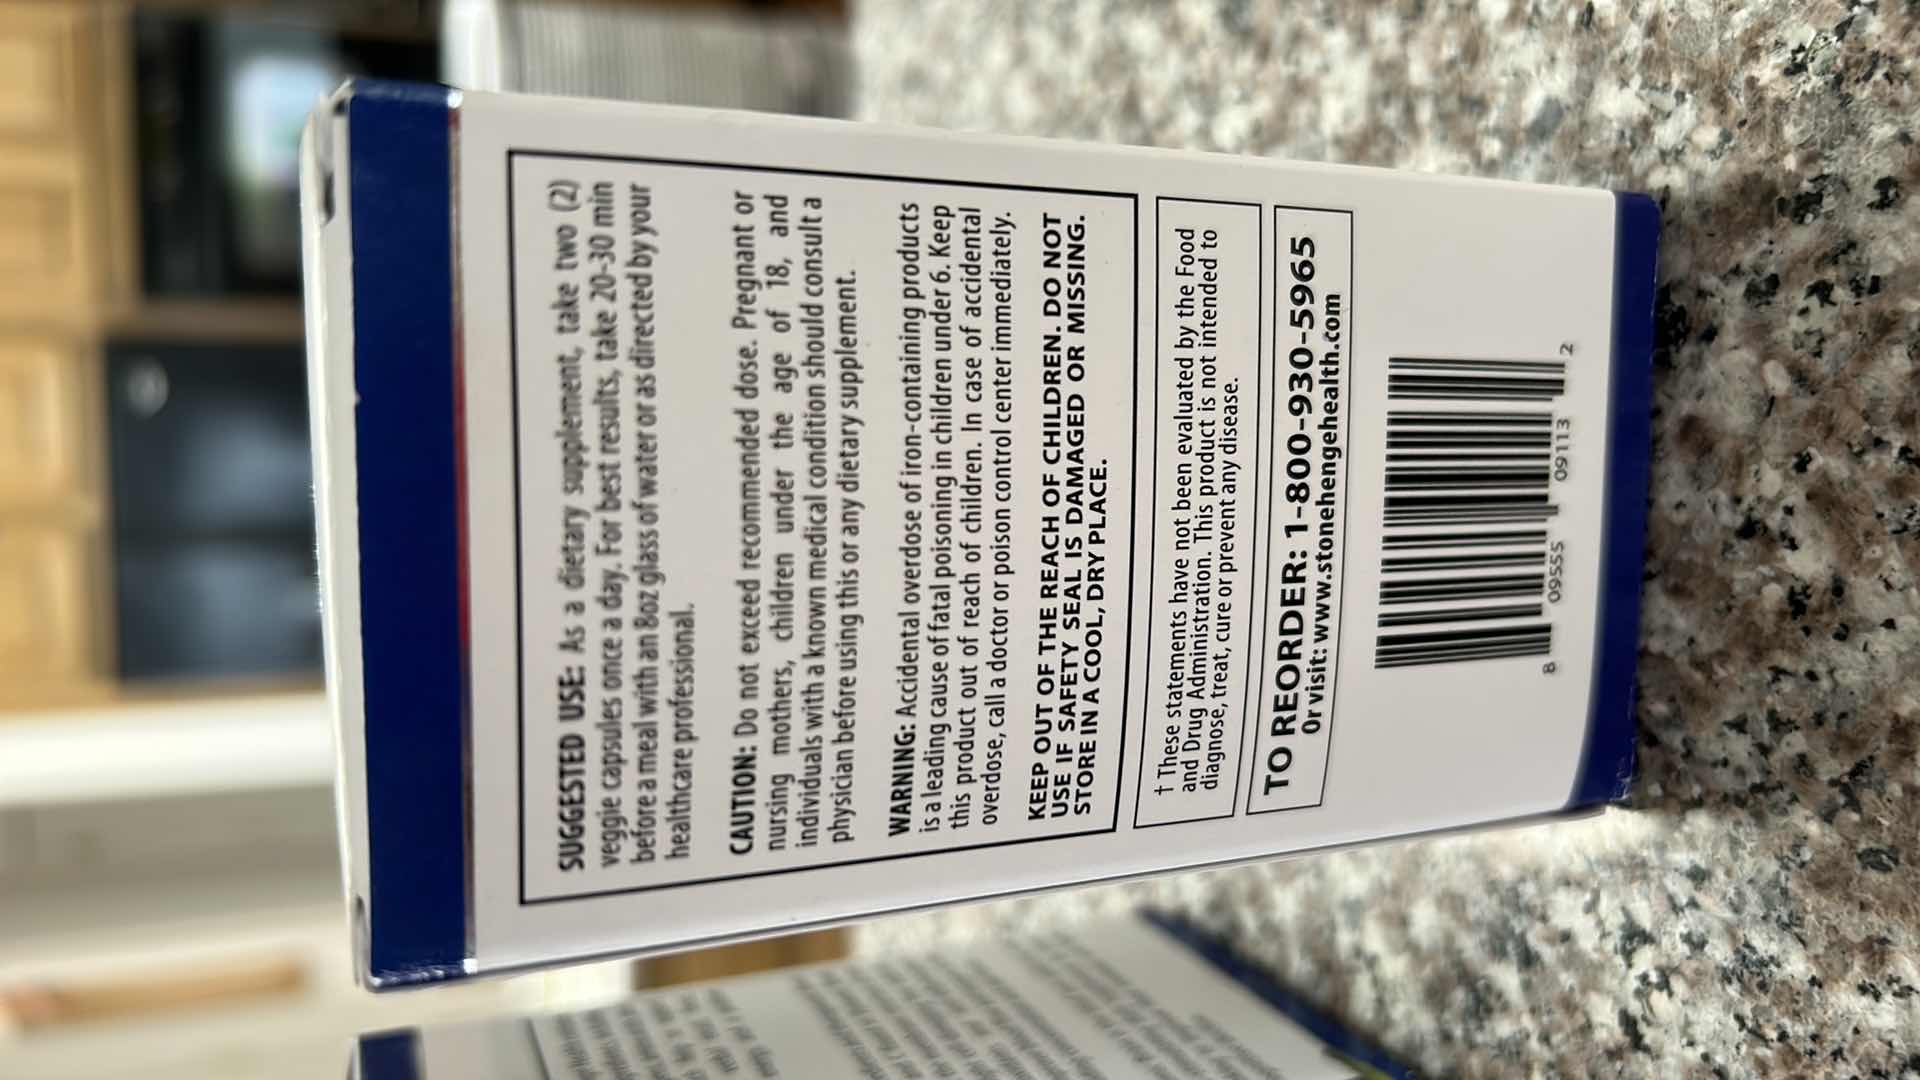 SUGGESTED USE: As a dietary supplement, take two (2)
veggie capsules once a day. For best results, take 20-30 min
before a meal with an 8oz glass of water or as directed by your
healthcare professional.
CAUTION: Do not exceed recommended dose. Pregnant or
nursing mothers, children under the age of 18, and
individuals with a known medical condition should consult a
physician before using this or any dietary supplement.
WARNING: Accidental overdose of iron-containing products
is a leading cause of fatal poisoning in children under 6. Keep
this product out of reach of children. In case of accidental
overdose, call a doctor or poison control center immediately.
KEEP OUT OF THE REACH OF CHILDREN. DO NOT
USE IF SAFETY SEAL IS DAMAGED OR MISSING.
STORE IN A COOL, DRY PLACE.
† These statements have not been evaluated by the Food
and Drug Administration. This product is not intended to
diagnose, treat, cure or prevent any disease.
TO REORDER: 1-800-930-5965
Or visit: www.stonehengehealth.com
8 09555 09113 2